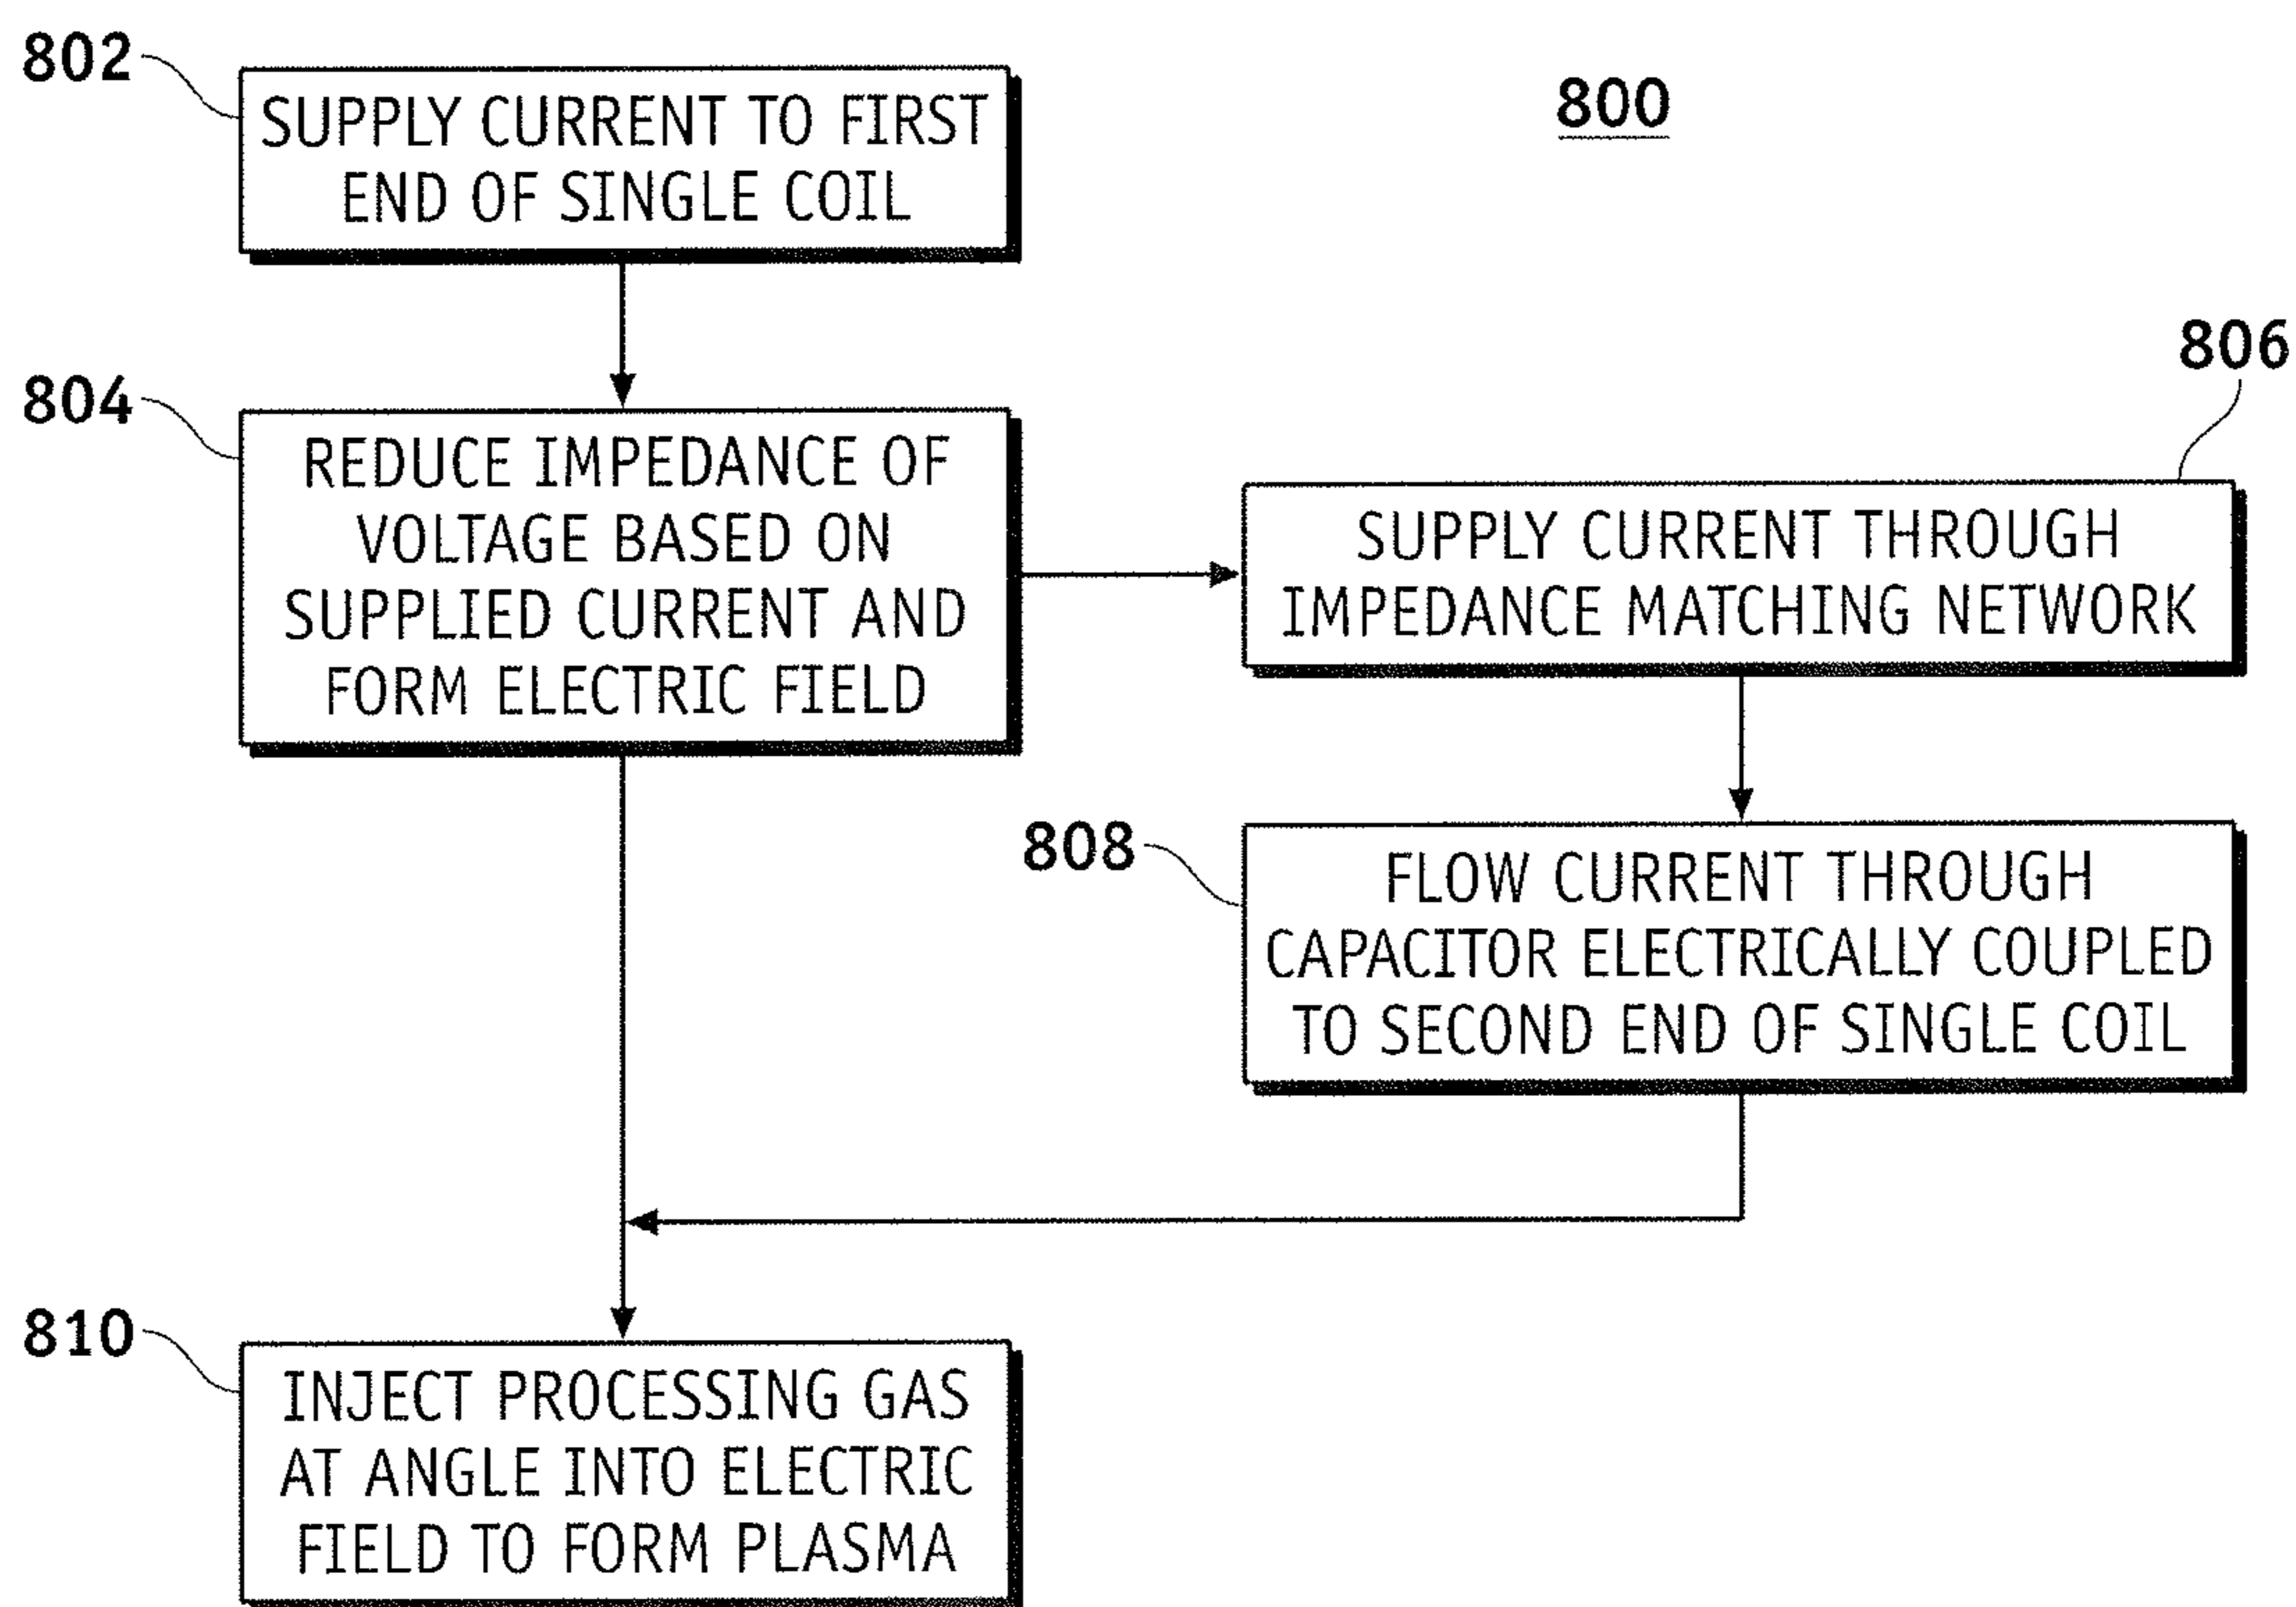 802
SUPPLY CURRENT TO FIRST
END OF SINGLE COIL
800
804
REDUCE IMPEDANCE OF
VOLTAGE BASED ON
SUPPLIED CURRENT AND
FORM ELECTRIC FIELD
806
SUPPLY CURRENT THROUGH
IMPEDANCE MATCHING NETWORK
808
FLOW CURRENT THROUGH
CAPACITOR ELECTRICALLY COUPLED
TO SECOND END OF SINGLE COIL
810
INJECT PROCESSING GAS
AT ANGLE INTO ELECTRIC
FIELD TO FORM PLASMA